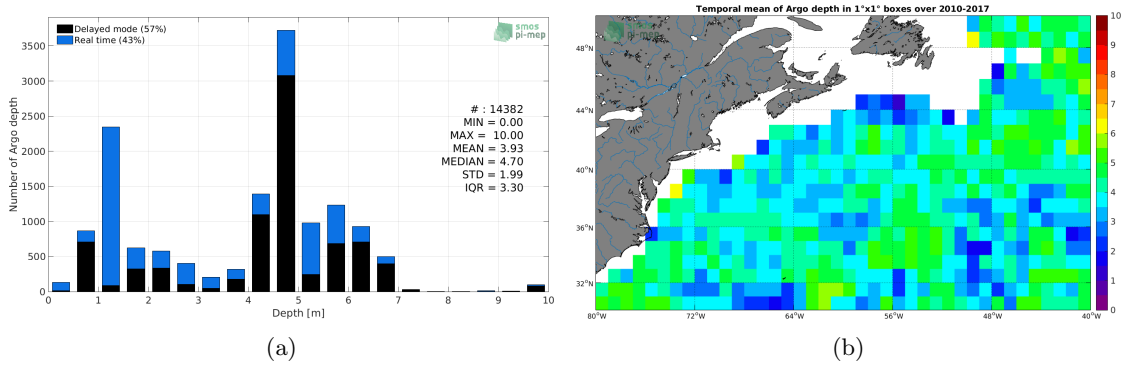 Delayed mode (57%)
Real time (43%)
smos
pi-mep
# : 14382
MIN = 0.00
MAX = 10.00
MEAN = 3.93
MEDIAN = 4.70
STD = 1.99
IQR = 3.30
Number of Argo depth
3500
3000
2500
2000
1500
1000
500
0
0 1 2 3 4 5 6 7 8 9 10
Depth [m]
(a)
Temporal mean of Argo depth in 1°x1° boxes over 2010-2017
smos
pi-mep
48°N
44°N
40°N
36°N
32°N
80°W 72°W 64°W 56°W 48°W 40°W
10
9
8
7
6
5
4
3
2
1
0
(b)